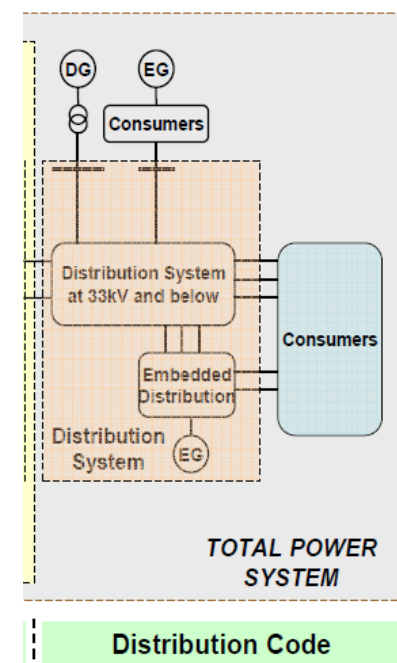 DG
EG
Consumers
Distribution System
at 33kV and below
Consumers
Embedded
Distribution
Distribution
System
EG
TOTAL POWER
SYSTEM
Distribution Code